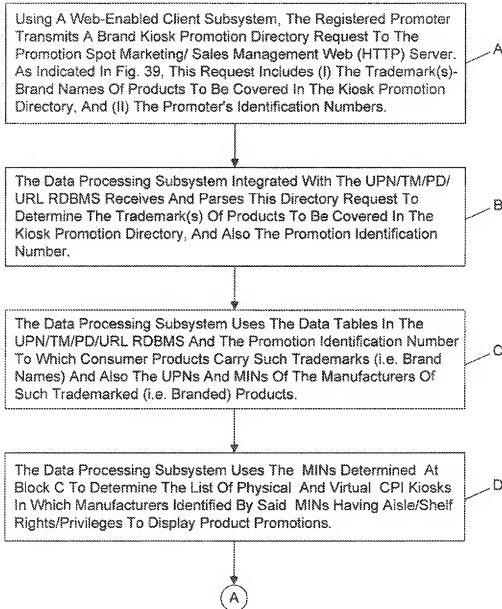 Using A Web-Enabled Client Subsystem, The Registered Promoter
Transmits A Brand Kiosk Promotion Directory Request To The
Promotion Spot Marketing/ Sales Management Web (HTTP) Server.
As Indicated In Fig. 39, This Request Includes (I) The Trademark(s)-
Brand Names Of Products To Be Covered In The Kiosk Promotion
Directory, And (II) The Promoter's Identification Numbers.
A
The Data Processing Subsystem Integrated With The UPN/TM/PD/
URL RDBMS Receives And Parses This Directory Request To
Determine The Trademark(s) Of Products To Be Covered In The
Kiosk Promotion Directory, And Also The Promotion Identification
Number.
B
The Data Processing Subsystem Uses The Data Tables In The
UPN/TM/PD/URL RDBMS And The Promotion Identification Number
To Which Consumer Products Carry Such Trademarks (i.e. Brand
Names) And Also The UPNs And MINs Of The Manufacturers Of
Such Trademarked (i.e. Branded) Products.
C
The Data Processing Subsystem Uses The MINs Determined At
Block C To Determine The List Of Physical And Virtual CPI Kiosks
In Which Manufacturers Identified By Said MINs Having Aisle/Shelf
Rights/Privileges To Display Product Promotions.
D
A